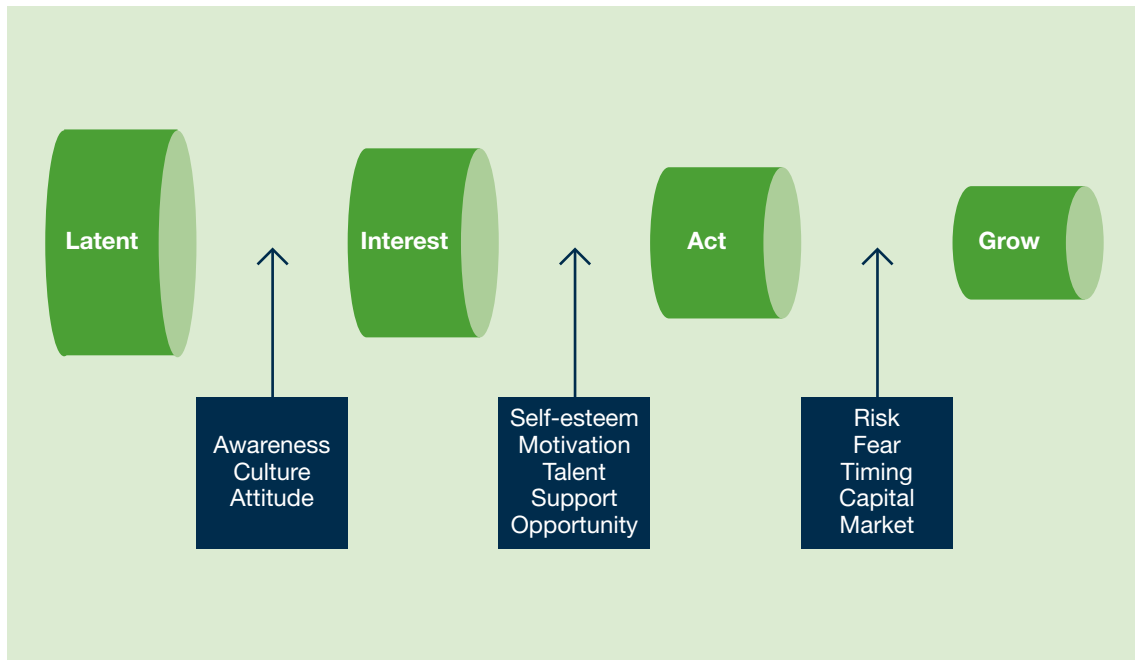 Latent
Interest
Act
Grow
Awareness
Culture
Attitude
Self-esteem
Motivation
Talent
Support
Opportunity
Risk
Fear
Timing
Capital
Market